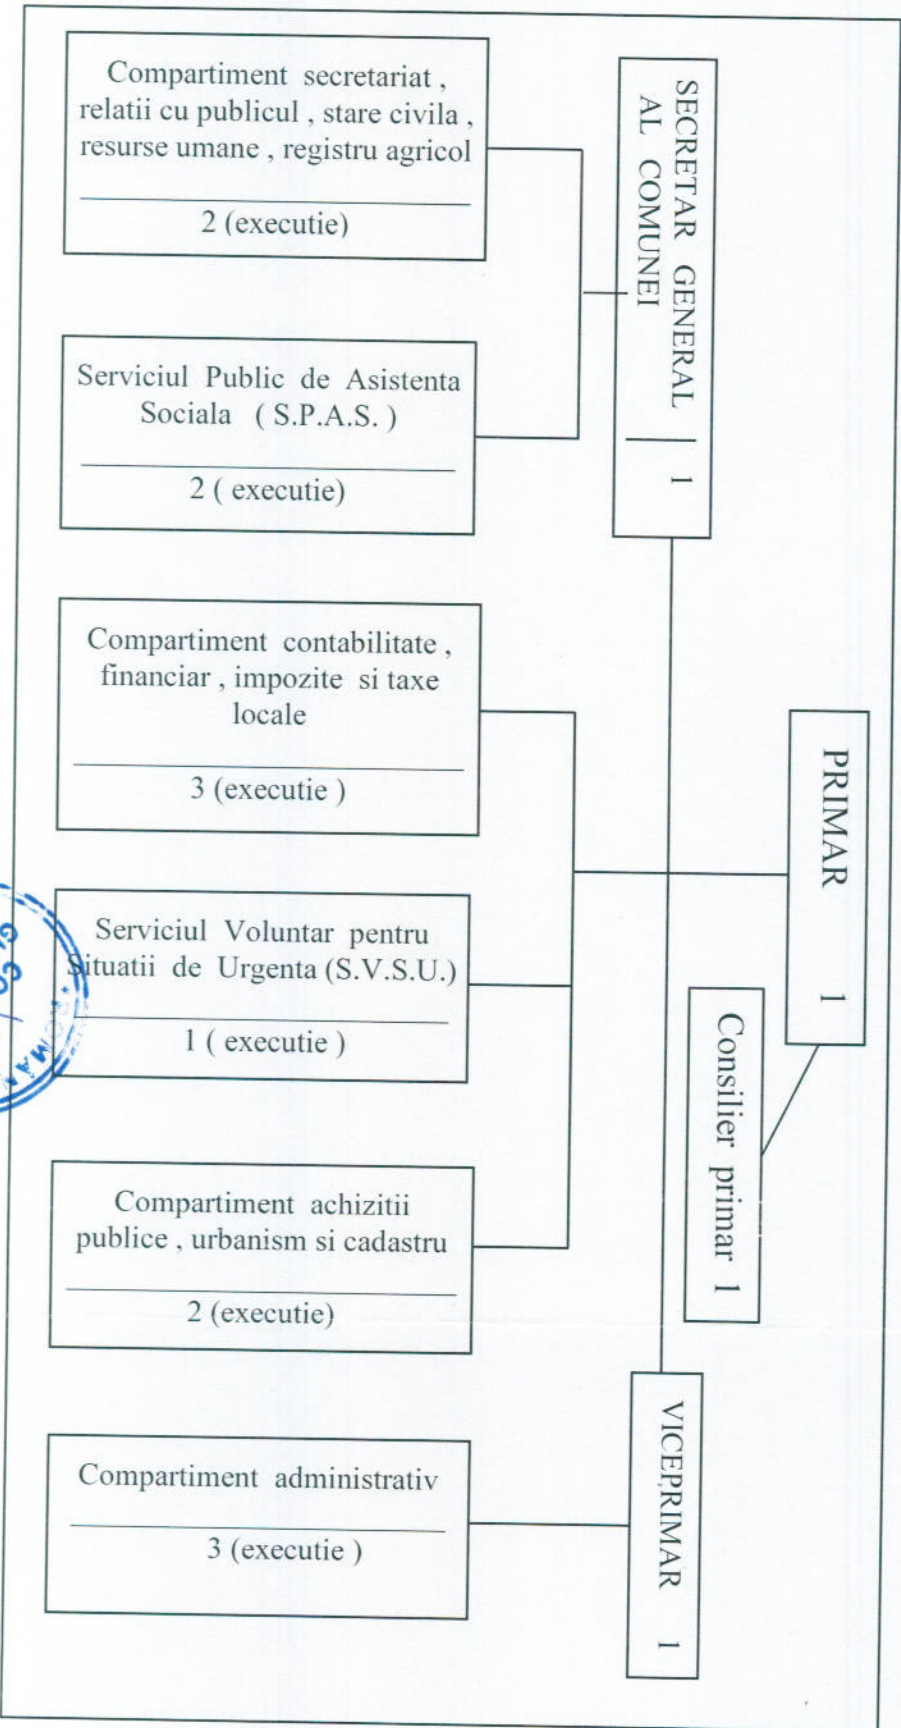 PRIMAR 1
Consilier primar 1
SECRETAR GENERAL
AL COMUNEI
1
VICEPRIMAR 1
Compartiment secretariat ,
relatii cu publicul , stare civila ,
resurse umane , registru agricol
2 (executie)
Serviciul Public de Asistenta
Sociala ( S.P.A.S. )
2 ( executie)
Compartiment contabilitate ,
financiar , impozite si taxe
locale
3 (executie )
Serviciul Voluntar pentru
Situatii de Urgenta (S.V.S.U.)
1 ( executie )
Compartiment achizitii
publice , urbanism si cadastru
2 (executie)
Compartiment administrativ
3 (executie )